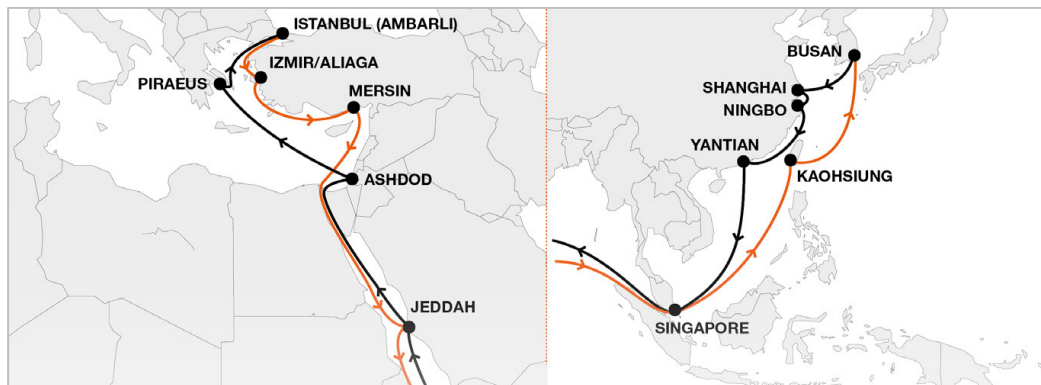 ISTANBUL (AMBARLI)
IZMIR/ALIAGA
PIRAEUS
MERSIN
ASHDOD
JEDDAH
BUSAN
SHANGHAI
NINGBO
YANTIAN
KAOHSIUNG
SINGAPORE